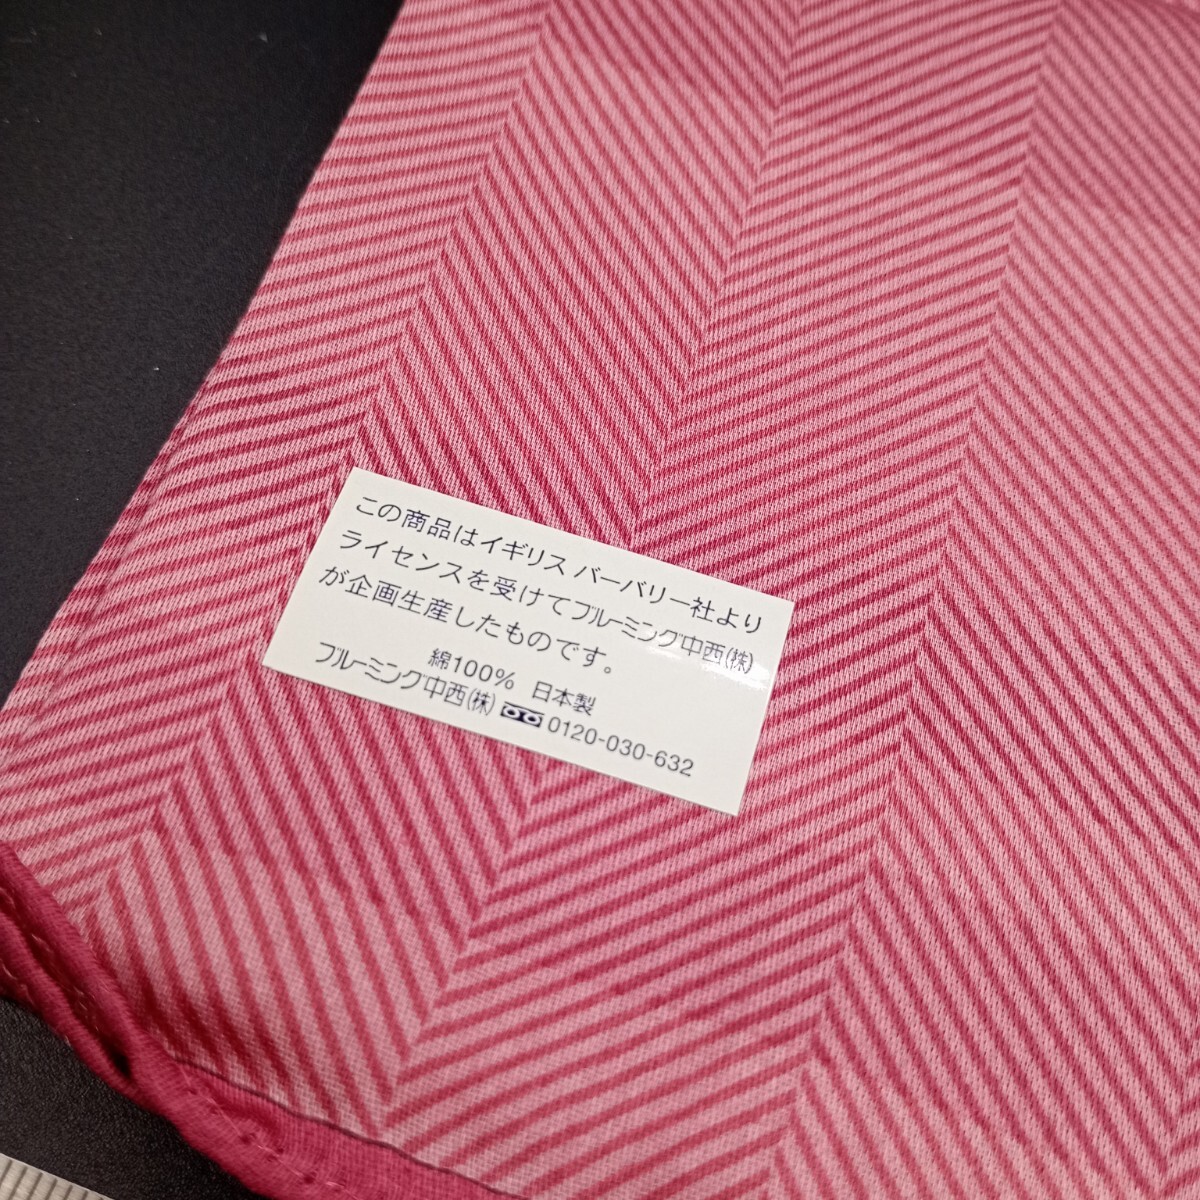 この商品はイギリス バーバリー社より
ライセンスを受けてブルーミング中西(株)
が企画生産したものです。
綿100% 日本製
ブルーミング中西(株) 0120-030-632